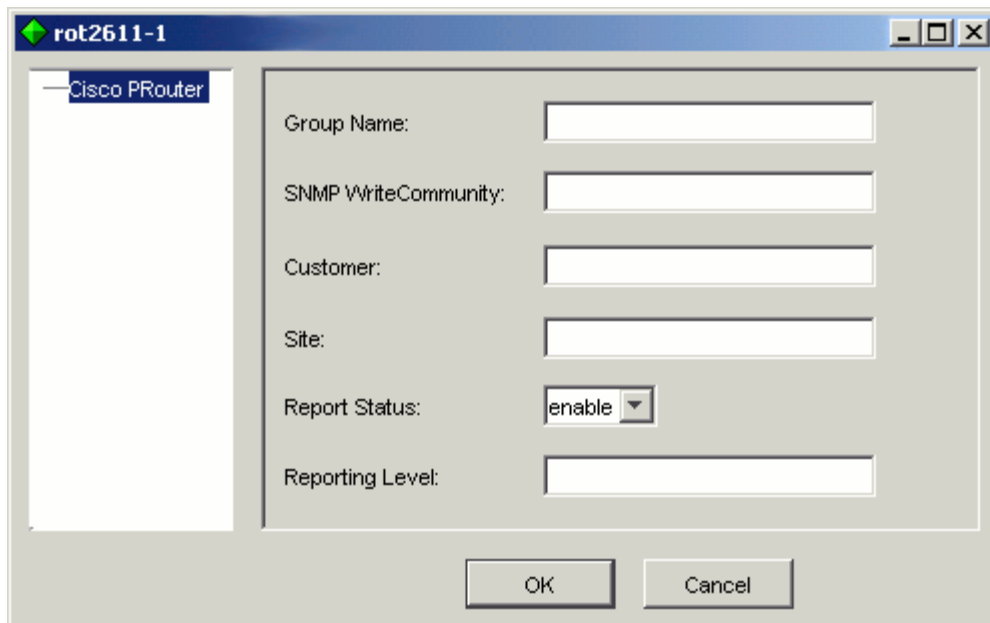 rot2611-1
Cisco PRouter
Group Name:
SNMP WriteCommunity:
Customer:
Site:
Report Status: enable
Reporting Level:
OK Cancel